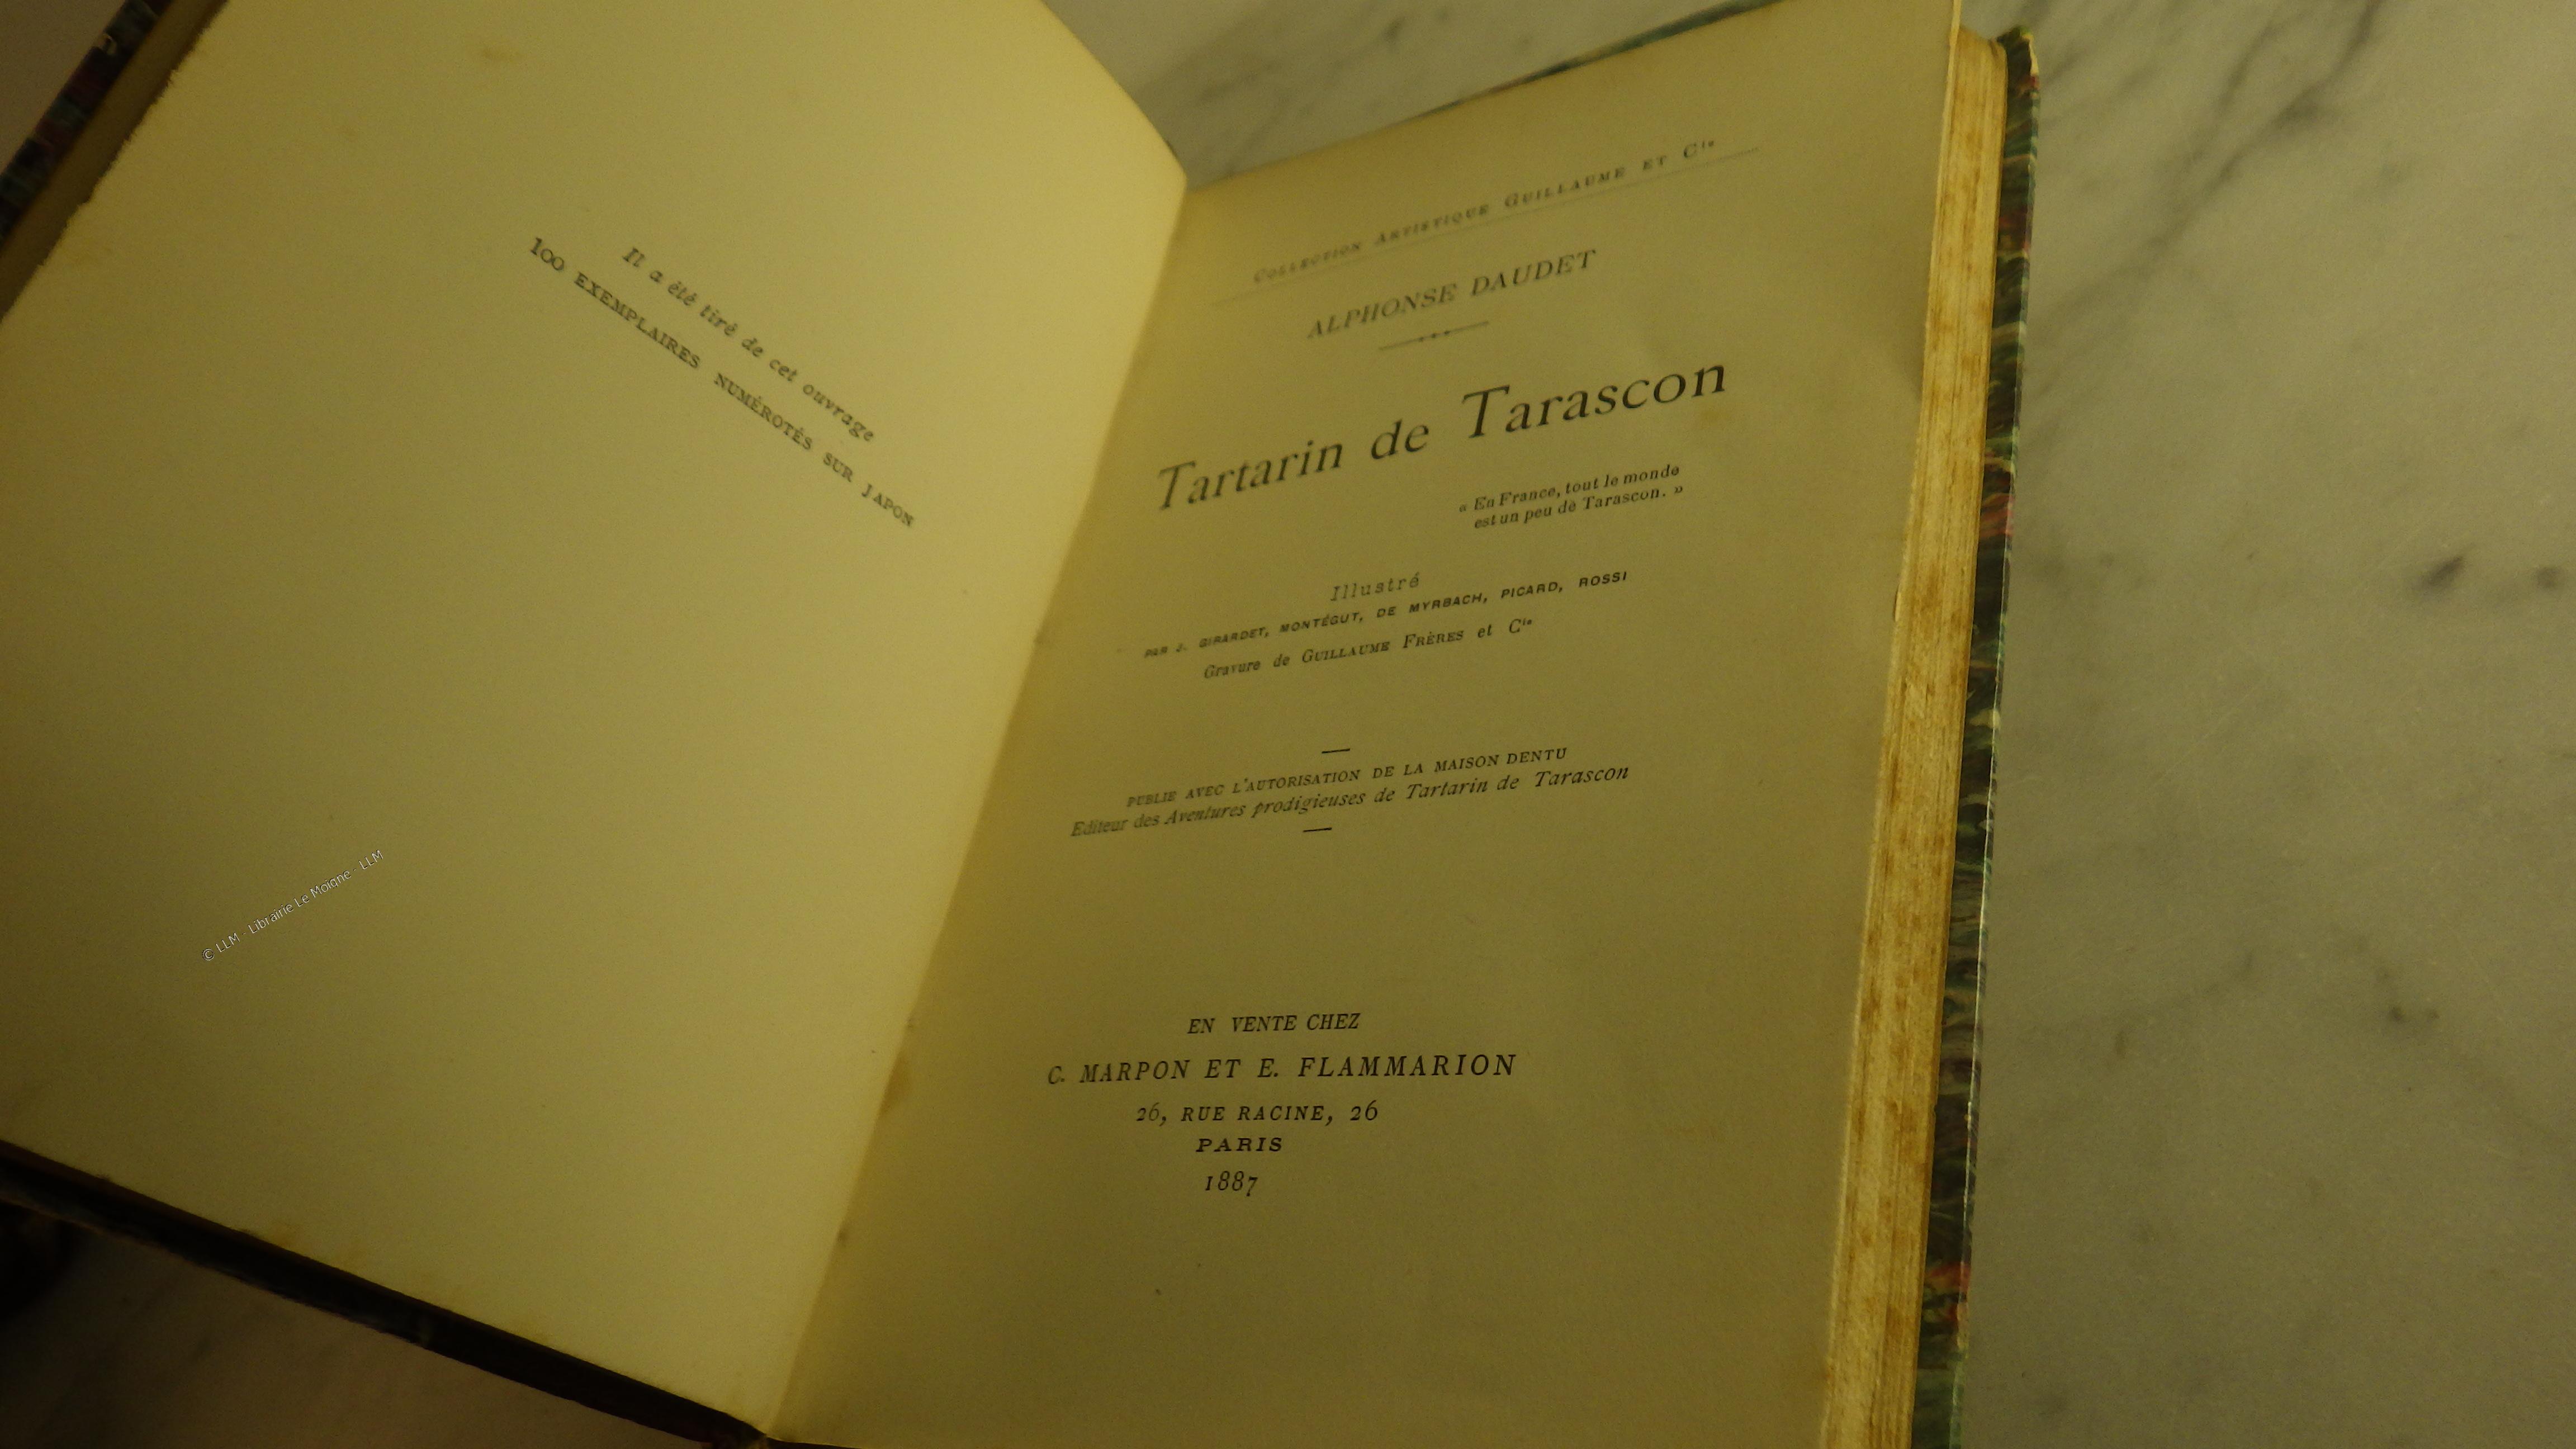 Il a été tiré de cet ouvrage
100 EXEMPLAIRES NUMÉROTÉS SUR JAPON
© LLM - Librairie Le Moigne - LLM
COLLECTION ARTISTIQUE GUILLAUME ET Cie
ALPHONSE DAUDET
Tartarin de Tarascon
« En France, tout le monde
est un peu de Tarascon. »
Illustré
PAR J. GIRARDET, MONTÉGUT, DE MYRBACH, PICARD, ROSSI
Gravure de GUILLAUME FRÈRES et Cie
PUBLIE AVEC L'AUTORISATION DE LA MAISON DENTU
Editeur des Aventures prodigieuses de Tartarin de Tarascon
EN VENTE CHEZ
C. MARPON ET E. FLAMMARION
26, RUE RACINE, 26
PARIS
1887